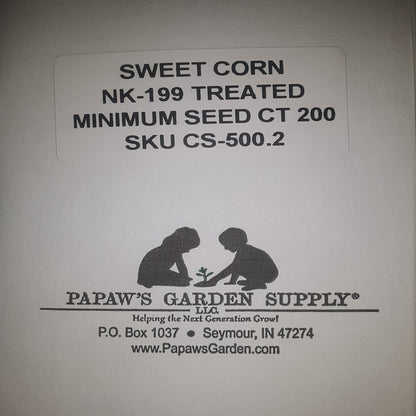 SWEET CORN
NK-199 TREATED
MINIMUM SEED CT 200
SKU CS-500.2
PAPAW'S GARDEN SUPPLY®
L.L.C.
Helping the Next Generation Grow!
P.O. Box 1037 • Seymour, IN 47274
www.PapawsGarden.com